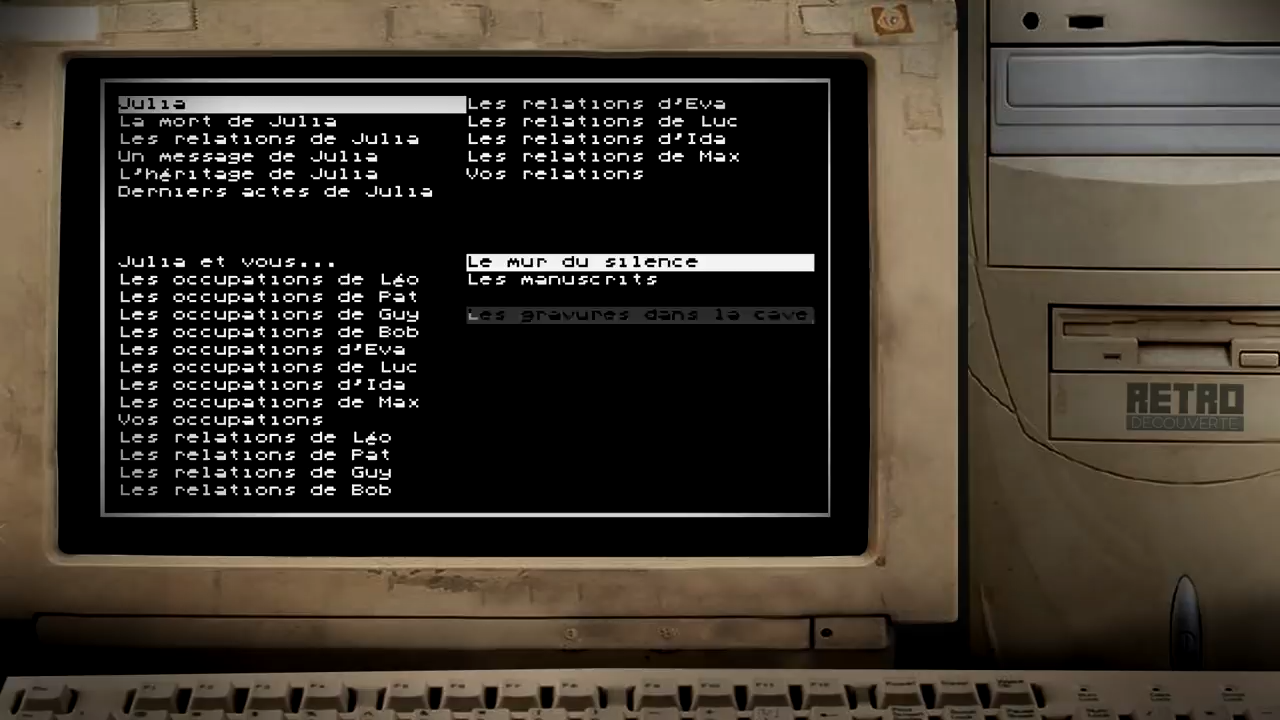 Julia
La mort de Julia
Les relations de Julia
Un message de Julia
L'héritage de Julia
Derniers actes de Julia
Les relations d'Eva
Les relations de Luc
Les relations d'Ida
Les relations de Max
Vos relations
Julia et vous...
Les occupations de Léo
Les occupations de Pat
Les occupations de Guy
Les occupations de Bob
Les occupations d'Eva
Les occupations de Luc
Les occupations d'Ida
Les occupations de Max
Vos occupations
Les relations de Léo
Les relations de Pat
Les relations de Guy
Les relations de Bob
Le mur du silence
Les manuscrits
Les gravures dans la cave
RETRO
DECOUVERTE